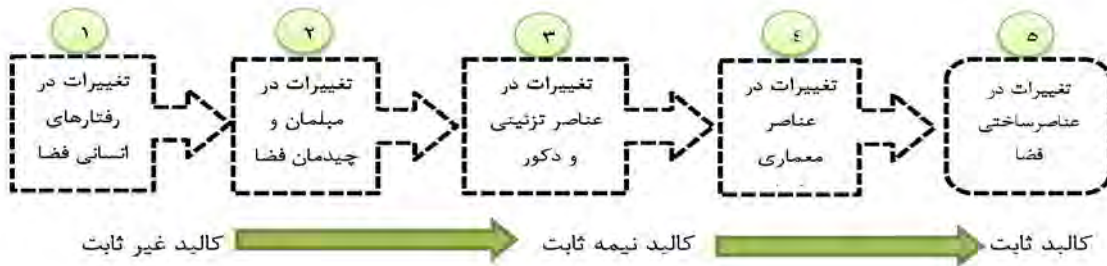 ۱
تغییرات در
رفتارهای
انسانی فضا
۲
تغییرات در
مبلمان و
چیدمان فضا
۳
تغییرات در
عناصر تزئینی
و دکور
٤
تغییرات در
عناصر
معماری
۵
تغییرات در
عناصرساختی
فضا
کالبد غیر ثابت
کالبد نیمه ثابت
کالبد ثابت